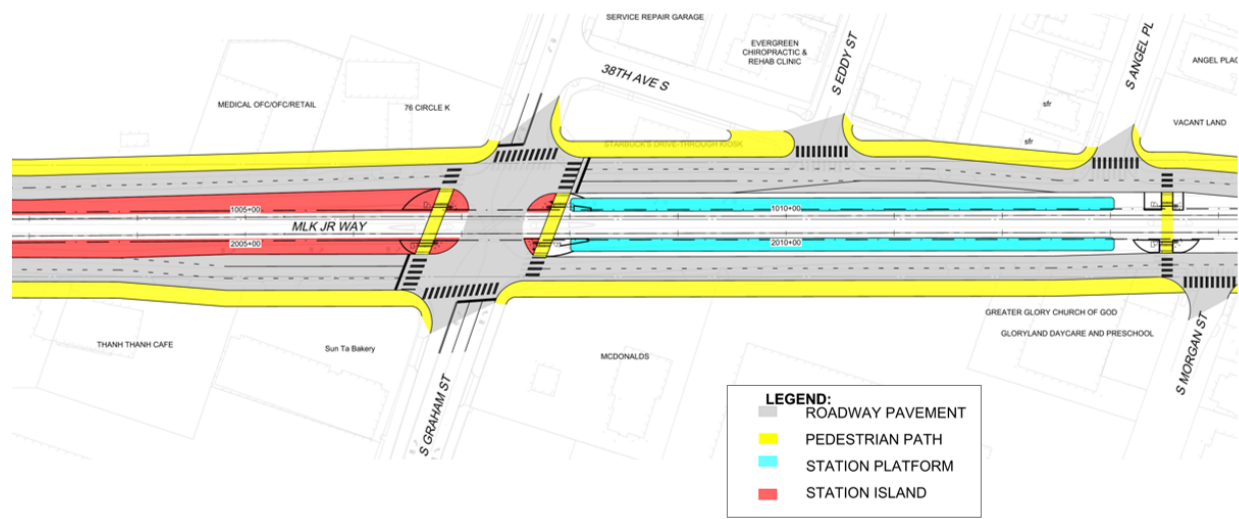 SERVICE REPAIR GARAGE
EVERGREEN
CHIROPRACTIC &
REHAB CLINIC
S EDDY ST
S ANGEL PL
ANGEL PLAC
38TH AVE S
MEDICAL OFC/OFC/RETAIL
76 CIRCLE K
sfr
VACANT LAND
STARBUCK'S DRIVE-THROUGH KIOSK
sfr
1005+00
1010+00
MLK JR WAY
2005+00
2010+00
THANH THANH CAFE
Sun Ta Bakery
MCDONALDS
GREATER GLORY CHURCH OF GOD
GLORYLAND DAYCARE AND PRESCHOOL
S GRAHAM ST
S MORGAN ST
LEGEND:
ROADWAY PAVEMENT
PEDESTRIAN PATH
STATION PLATFORM
STATION ISLAND